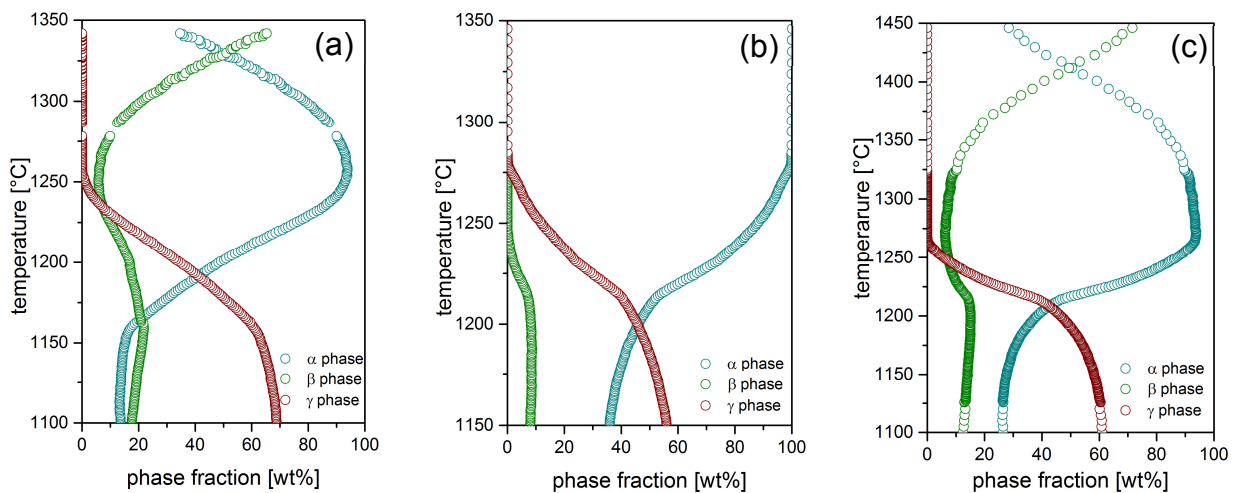 (a)
1350
1300
1250
1200
1150
1100
temperature [°C]
α phase
β phase
γ phase
0 20 40 60 80 100
phase fraction [wt%]
(b)
1350
1300
1250
1200
1150
temperature [°C]
α phase
β phase
γ phase
0 20 40 60 80 100
phase fraction [wt%]
(c)
1450
1400
1350
1300
1250
1200
1150
1100
temperarure [°C]
α phase
β phase
γ phase
0 20 40 60 80 100
phase fraction [wt%]